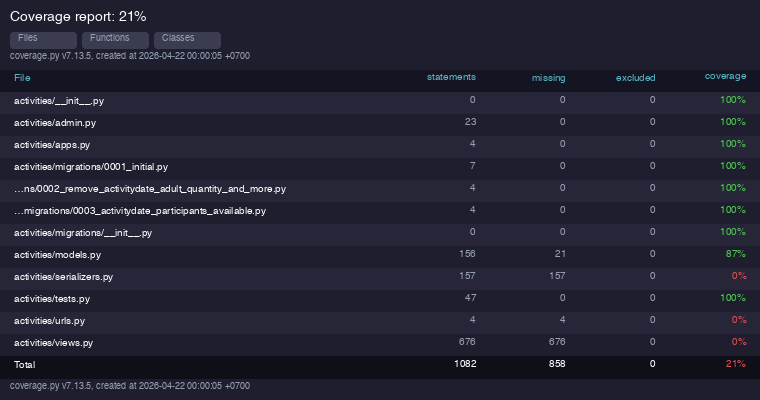 Coverage report: 21%
Files Functions Classes
coverage.py v7.13.5, created at 2026-04-22 00:00:05 +0700
File statements missing excluded coverage
activities/__init__.py 0 0 0 100%
activities/admin.py 23 0 0 100%
activities/apps.py 4 0 0 100%
activities/migrations/0001_initial.py 7 0 0 100%
...ns/0002_remove_activitydate_adult_quantity_and_more.py 4 0 0 100%
...migrations/0003_activitydate_participants_available.py 4 0 0 100%
activities/migrations/__init__.py 0 0 0 100%
activities/models.py 156 21 0 87%
activities/serializers.py 157 157 0 0%
activities/tests.py 47 0 0 100%
activities/urls.py 4 4 0 0%
activities/views.py 676 676 0 0%
Total 1082 858 0 21%
coverage.py v7.13.5, created at 2026-04-22 00:00:05 +0700